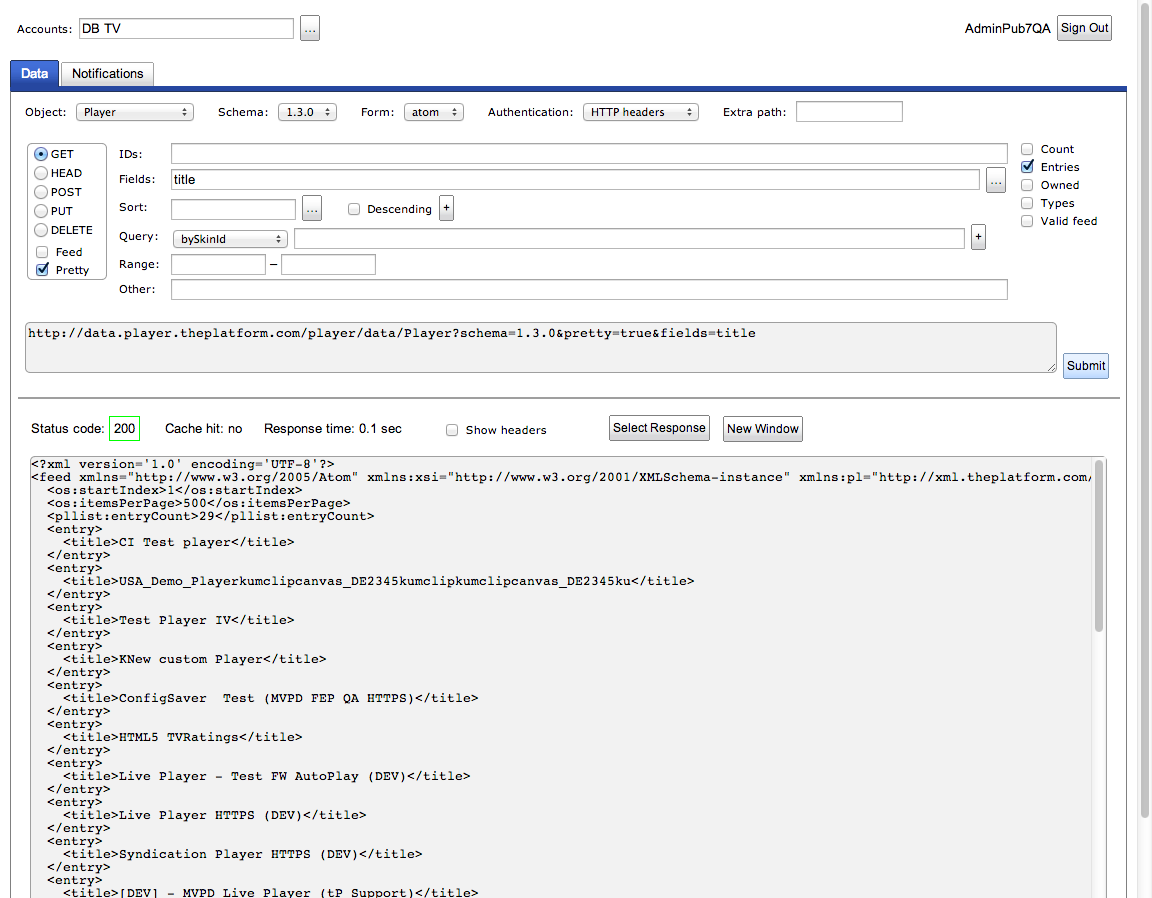 Accounts: DB TV ... AdminPub7QA Sign Out
Data Notifications
Object: Player Schema: 1.3.0 Form: atom Authentication: HTTP headers Extra path:
GET
HEAD
POST
PUT
DELETE
Feed
Pretty
IDs:
Fields: title ...
Sort: ... Descending +
Query: bySkinId +
Range: –
Other:
Count
Entries
Owned
Types
Valid feed
http://data.player.theplatform.com/player/data/Player?schema=1.3.0&pretty=true&fields=title
Submit
Status code: 200 Cache hit: no Response time: 0.1 sec Show headers Select Response New Window
<?xml version='1.0' encoding='UTF-8'?>
<feed xmlns="http://www.w3.org/2005/Atom" xmlns:xsi="http://www.w3.org/2001/XMLSchema-instance" xmlns:pl="http://xml.theplatform.com/
<os:startIndex>1</os:startIndex>
<os:itemsPerPage>500</os:itemsPerPage>
<pllist:entryCount>29</pllist:entryCount>
<entry>
<title>CI Test player</title>
</entry>
<entry>
<title>USA_Demo_Playerkumclipcanvas_DE2345kumclipkumclipcanvas_DE2345ku</title>
</entry>
<entry>
<title>Test Player IV</title>
</entry>
<entry>
<title>KNew custom Player</title>
</entry>
<entry>
<title>ConfigSaver  Test (MVPD FEP QA HTTPS)</title>
</entry>
<entry>
<title>HTML5 TVRatings</title>
</entry>
<entry>
<title>Live Player - Test FW AutoPlay (DEV)</title>
</entry>
<entry>
<title>Live Player HTTPS (DEV)</title>
</entry>
<entry>
<title>Syndication Player HTTPS (DEV)</title>
</entry>
<entry>
<title>[DEV] - MVPD Live Player (tP Support)</title>